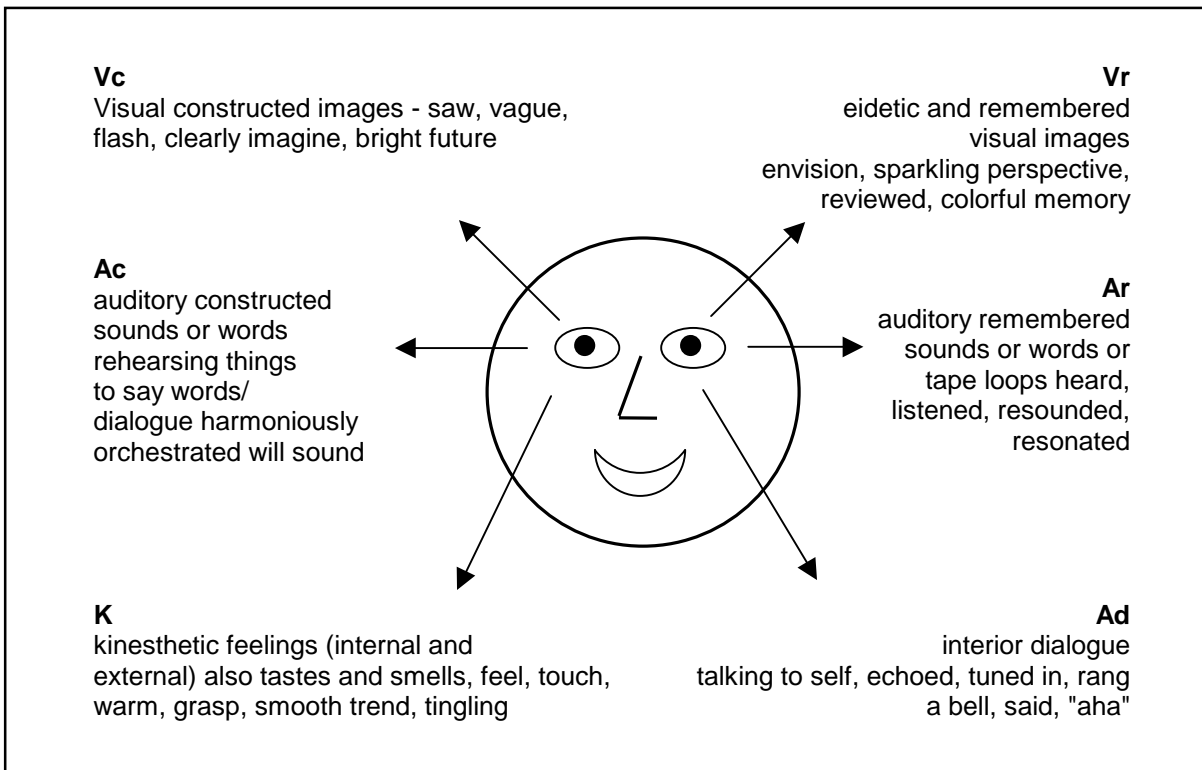 Vc
Visual constructed images - saw, vague,
flash, clearly imagine, bright future
Vr
eidetic and remembered
visual images
envision, sparkling perspective,
reviewed, colorful memory
Ac
auditory constructed
sounds or words
rehearsing things
to say words/
dialogue harmoniously
orchestrated will sound
Ar
auditory remembered
sounds or words or
tape loops heard,
listened, resounded,
resonated
K
kinesthetic feelings (internal and
external) also tastes and smells, feel, touch,
warm, grasp, smooth trend, tingling
Ad
interior dialogue
talking to self, echoed, tuned in, rang
a bell, said, "aha"